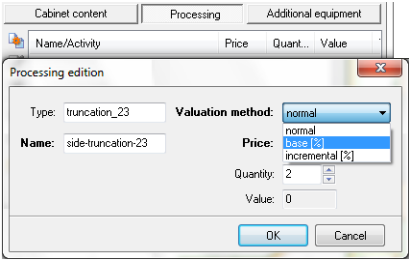 Cabinet content Processing Additional equipment
Name/Activity Price Quant... Value
Processing edition
Type: truncation_23 Valuation method: normal
normal
Name: side-truncation-23 Price: base [%]
incremental [%]
Quantity: 2
Value: 0
OK Cancel